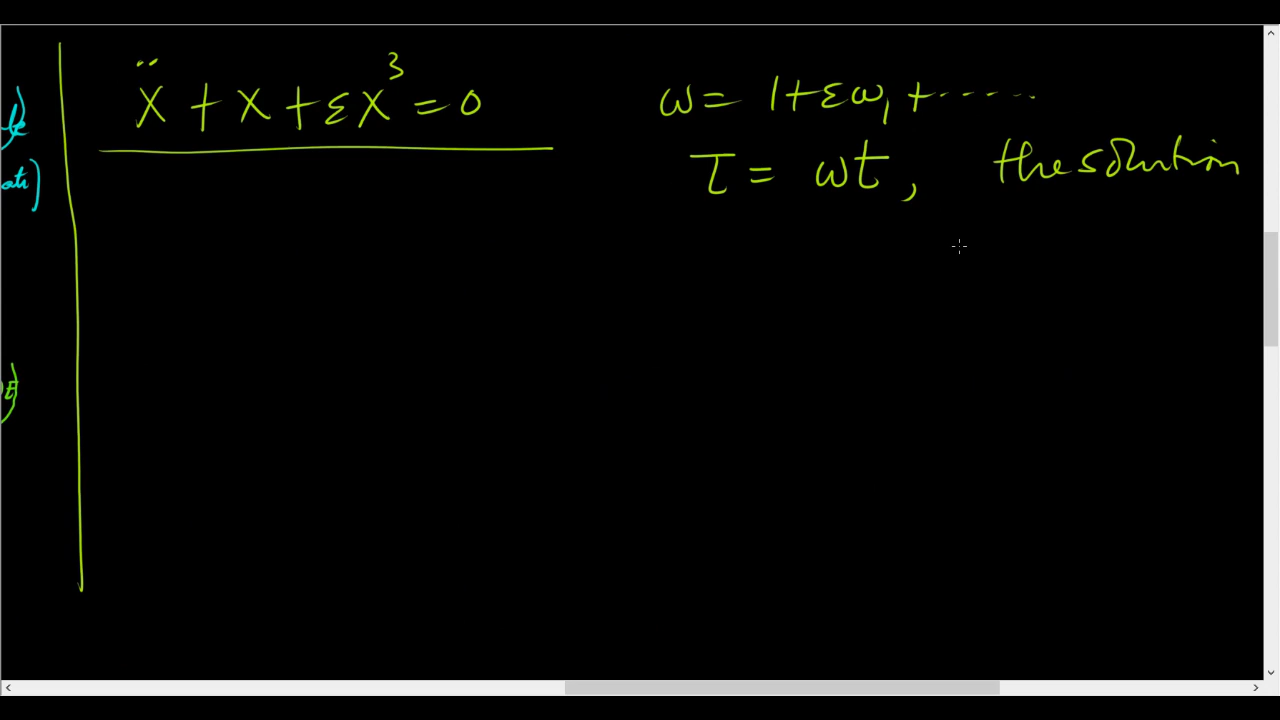 ẍ + x + εx³ = 0
ω = 1 + εω₁ + ......
τ = ωt, the solution